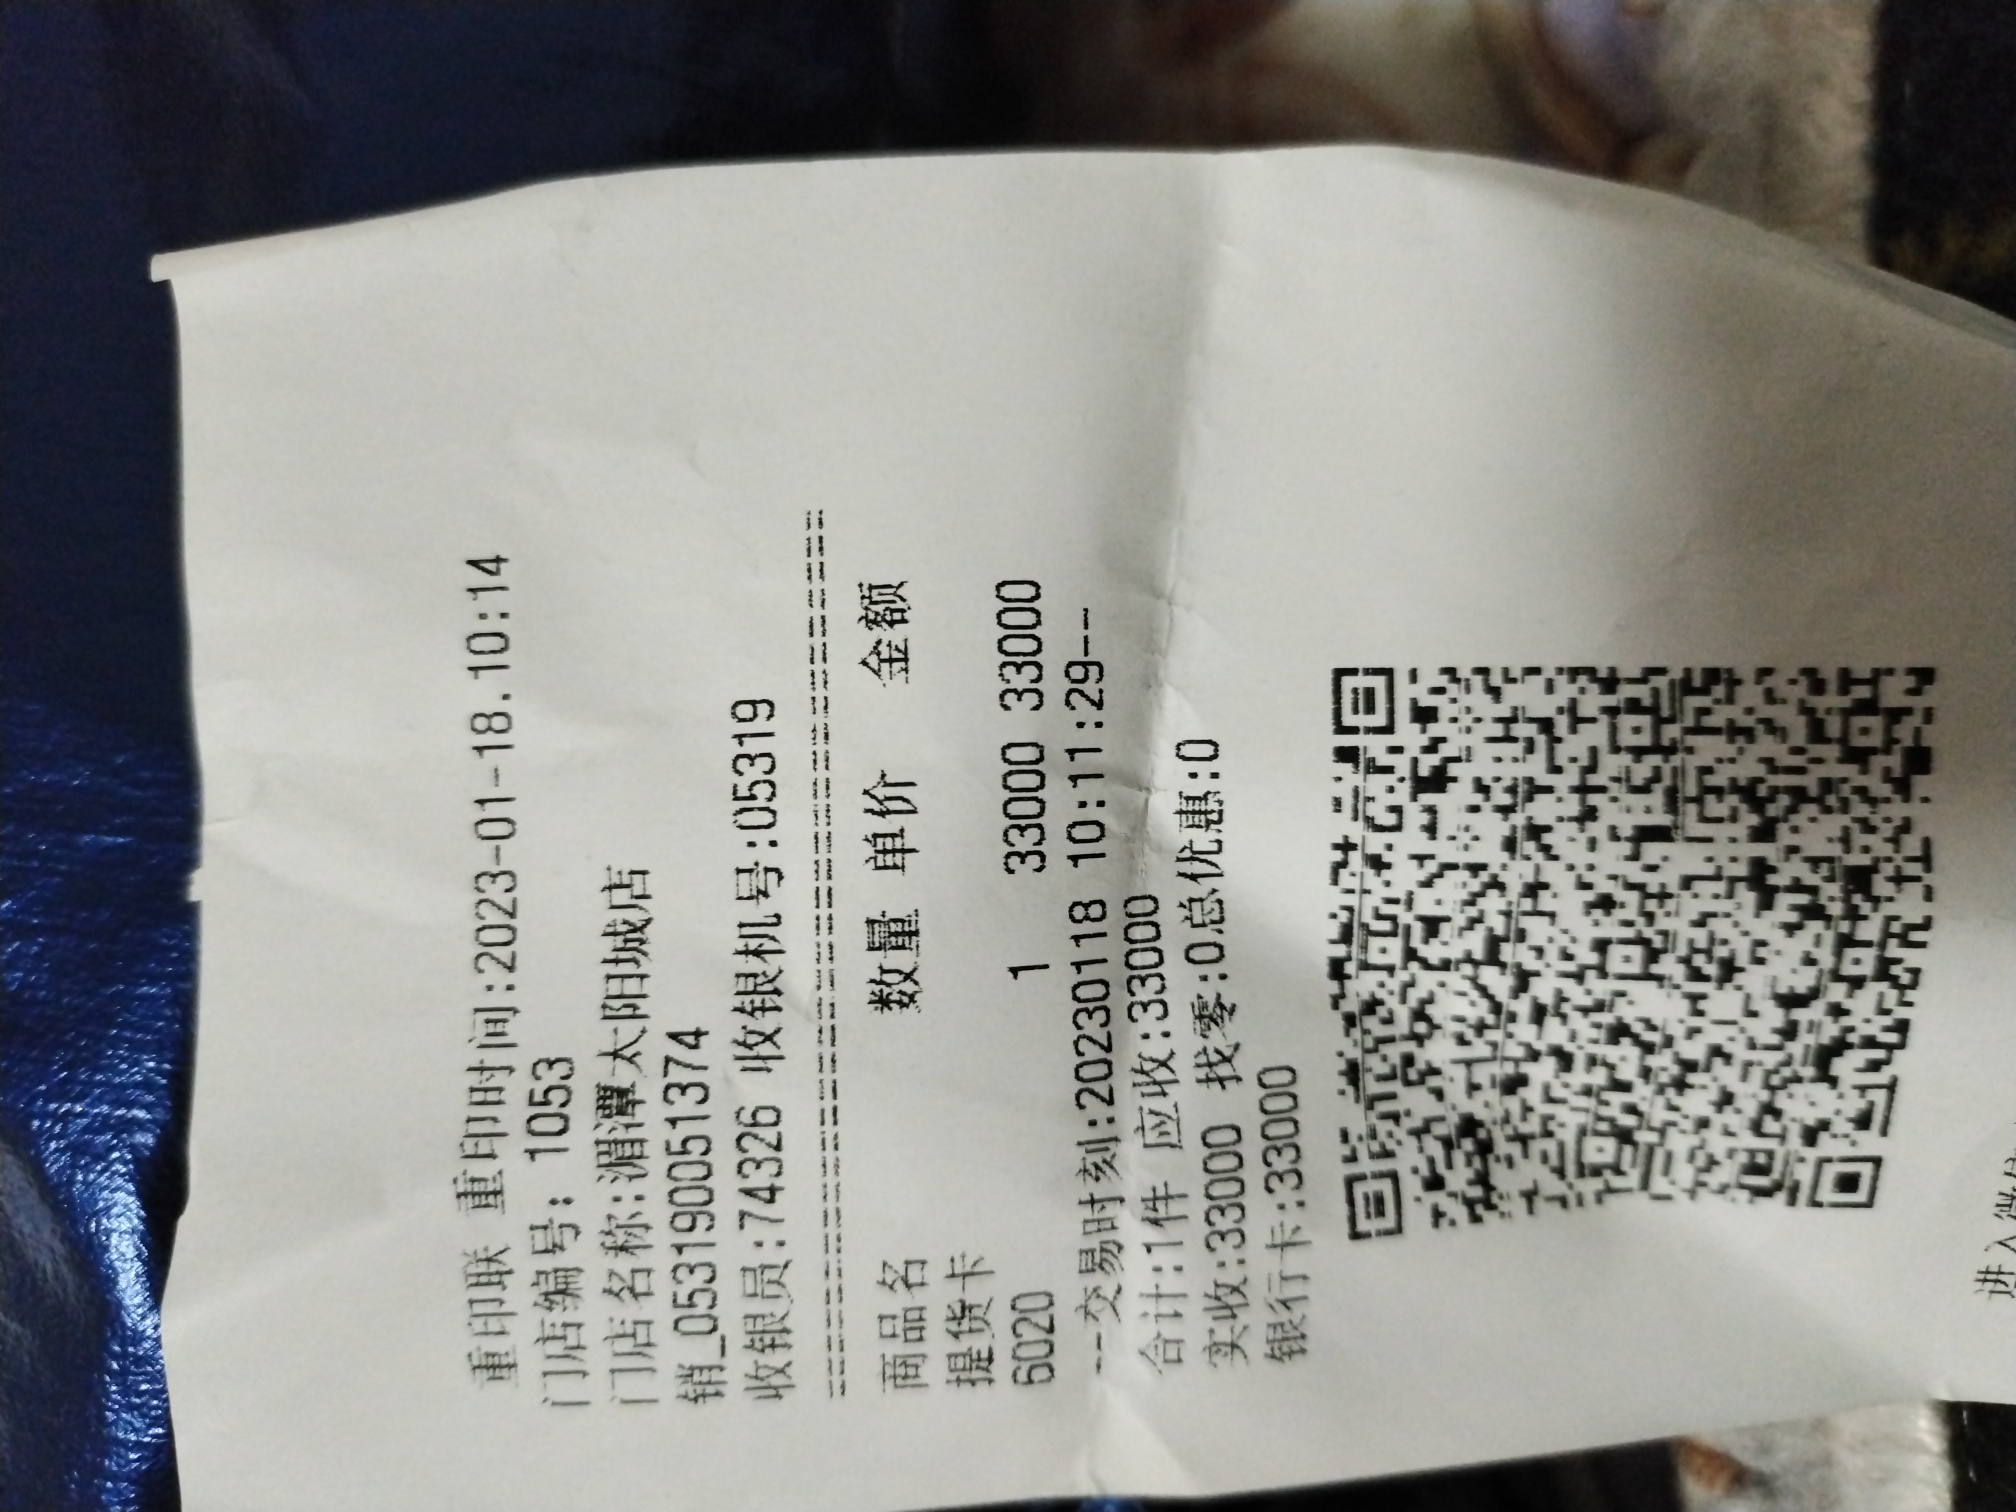 重印联 重印时间:2023-01-18.10:14
门店编号: 1053
门店名称:湄潭太阳城店
销_053190051374
收银员:74326 收银机号:05319
商品名 数量 单价 金额
提货卡
6020 1 33000 33000
--交易时刻:20230118 10:11:29--
合计:1件 应收:33000
实收:33000 找零:0总优惠:0
银行卡:33000
进入微信